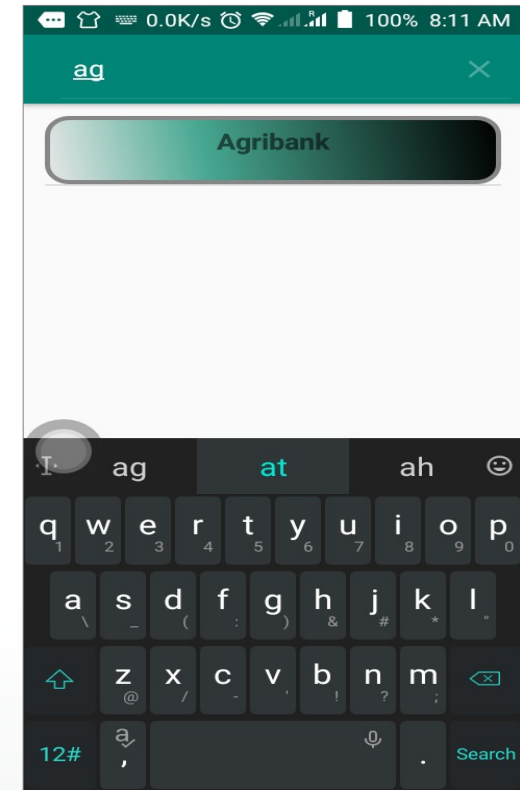 0.0K/s R 100% 8:11 AM
ag
Agribank
ag at ah
q w e r t y u i o p
1 2 3 4 5 6 7 8 9 0
a s d f g h j k l
\ _ ( : ) & # * "
z x c v b n m
@ / - ' ! ? ;
12# a , . Search